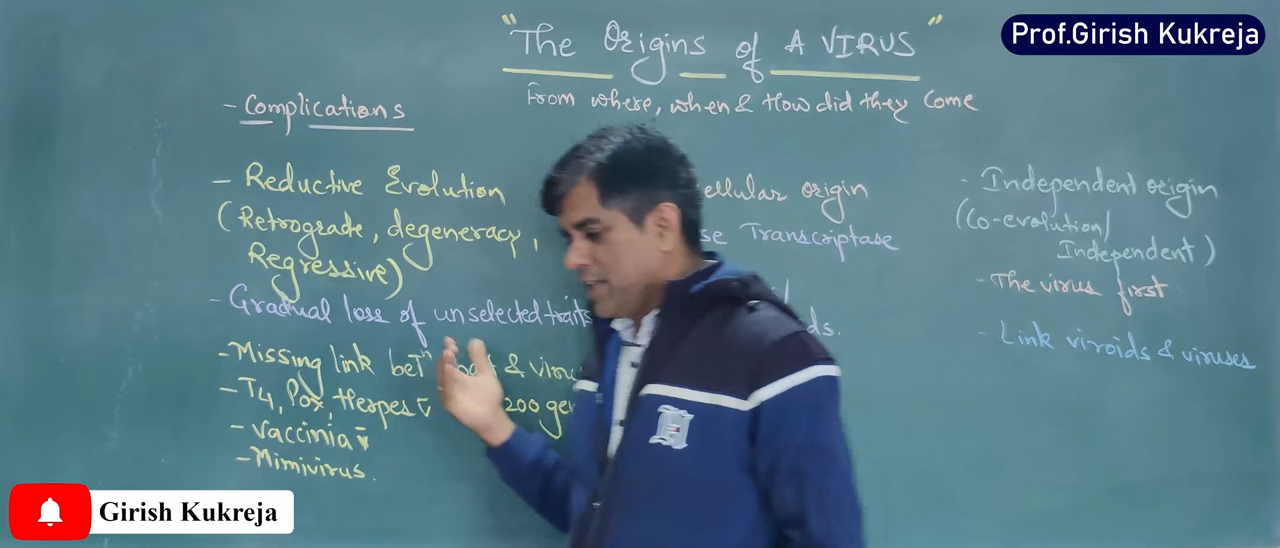 "The Origins of A VIRUS"
Prof.Girish Kukreja
From where, when & How did they Come
- Complications
- Reductive Evolution
(Retrograde, degeneracy,
Regressive)
- Gradual loss of unselected traits
- Missing link bet &
- T4, Pox, Herpes 200
- Vaccinia
- Mimivirus.
ellular origin
se Transcriptase
ds.
- Independent origin
(Co-evolution/
Independent)
- The virus first
- Link viroids & viruses
Girish Kukreja